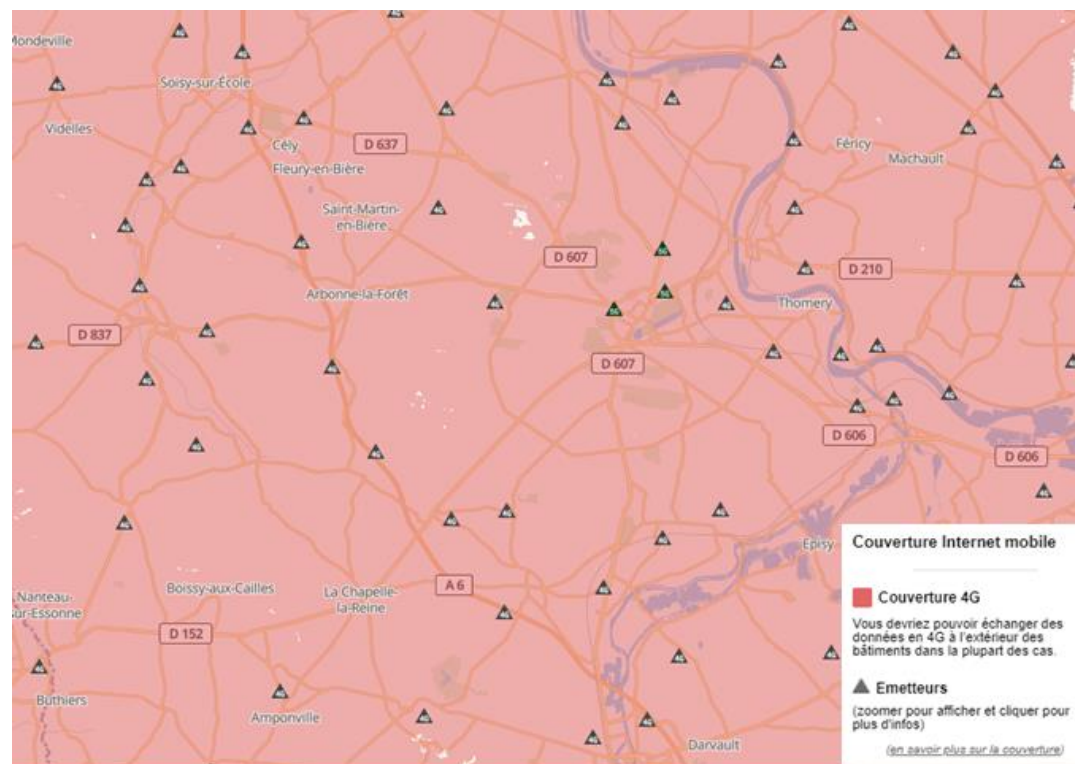 Mondeville
Soisy-sur-École
Videlles
Cély
D 637
Fleury-en-Bière
Féricy
Machault
Saint-Martin-
en-Bière
D 607
D 210
Arbonne-la-Forêt
Thomery
D 837
D 607
D 606
D 606
Episy
A 6
Boissy-aux-Cailles
La Chapelle-
la-Reine
Nanteau-
sur-Essonne
D 152
Buthiers
Amponville
Darvault
Couverture Internet mobile
Couverture 4G
Vous devriez pouvoir échanger des
données en 4G à l'extérieur des
bâtiments dans la plupart des cas.
Emetteurs
(zoomer pour afficher et cliquer pour
plus d'infos)
(en savoir plus sur la couverture)